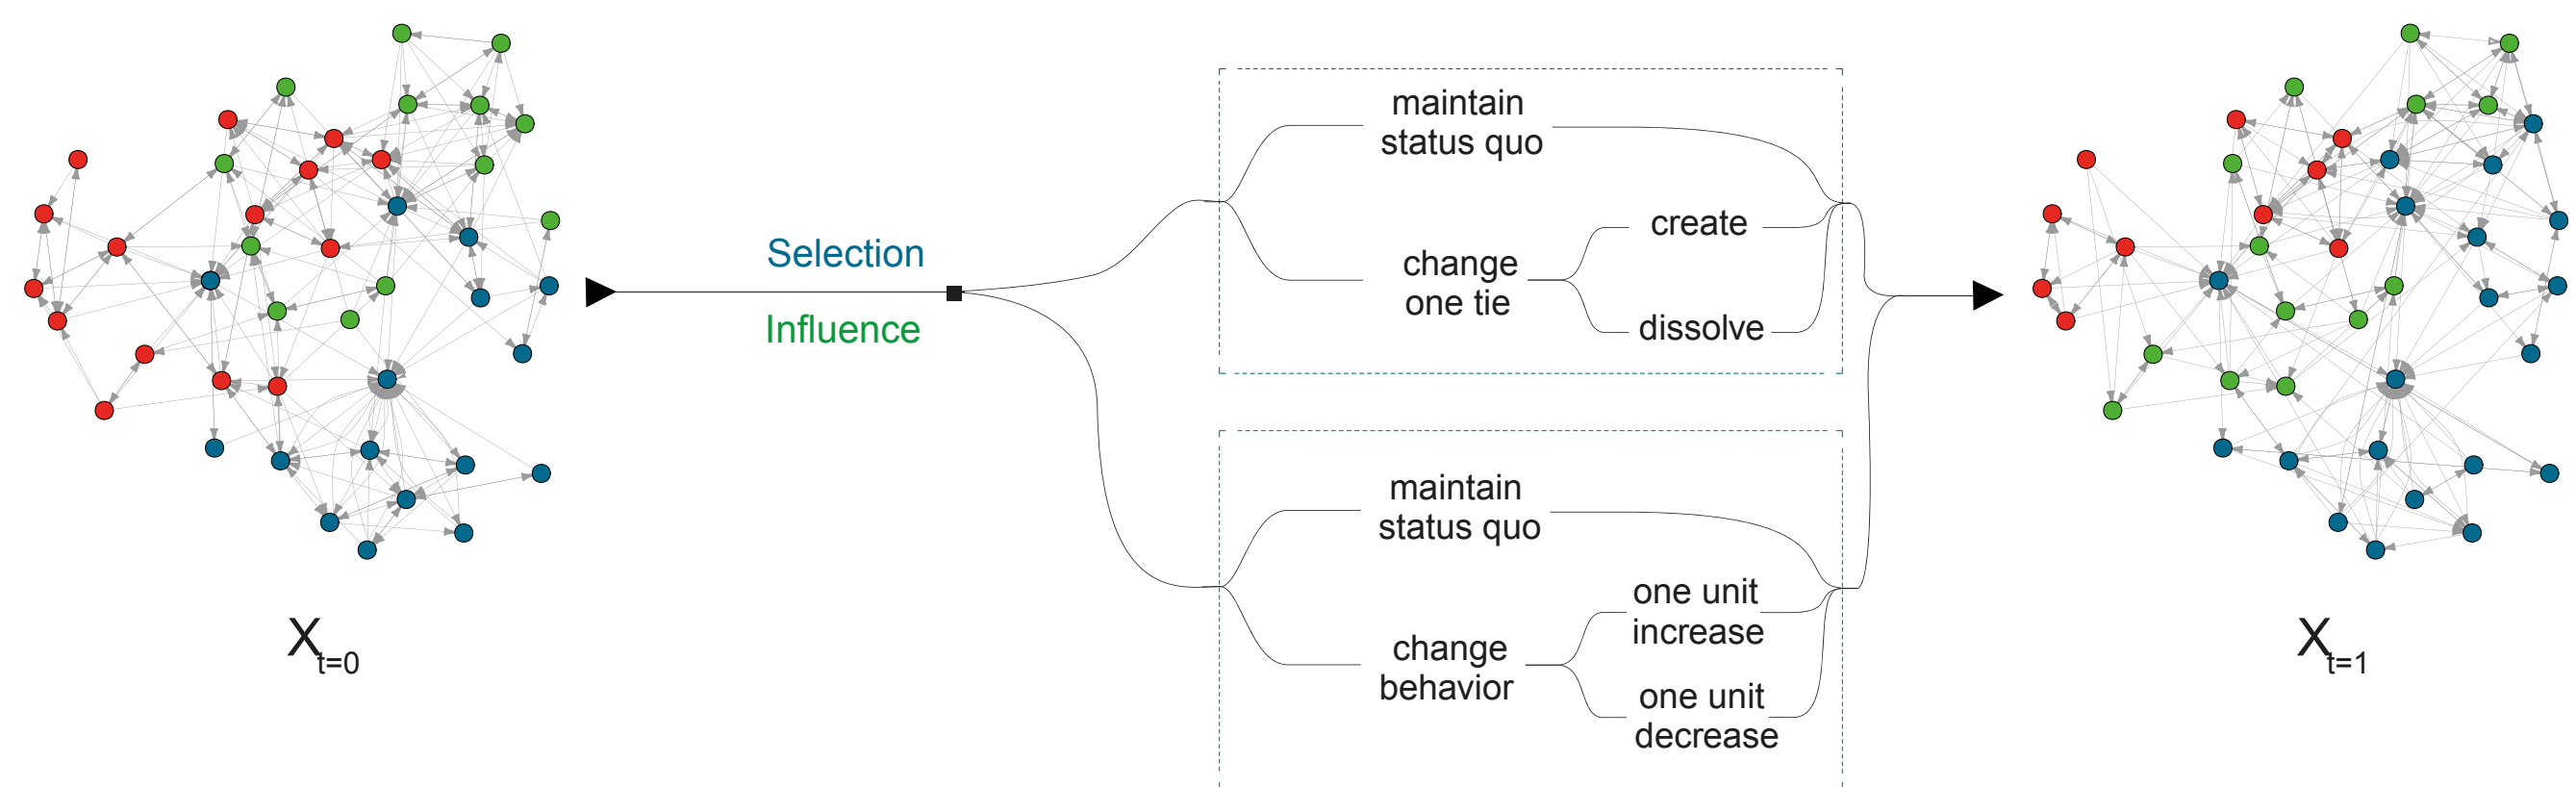 Selection
Influence
maintain
status quo
change
one tie
create
dissolve
maintain
status quo
change
behavior
one unit
increase
one unit
decrease
X t=0
X t=1